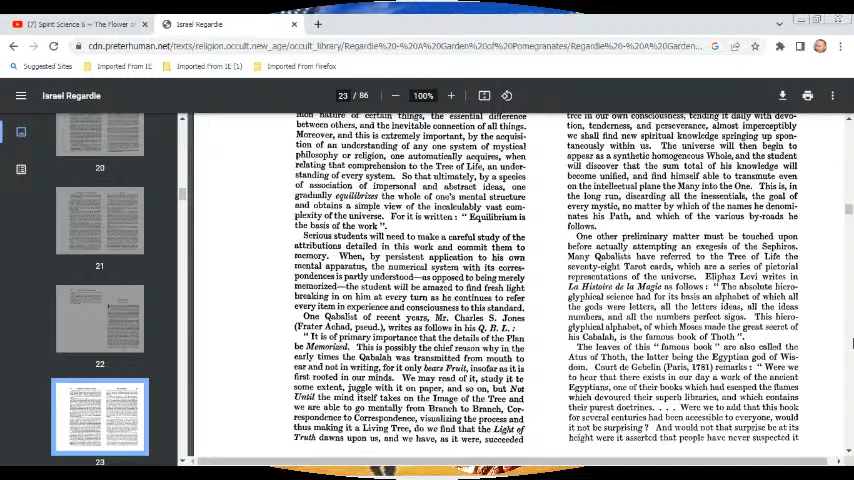 (7) Spirit Science 6 ~ The Flower of
Israel Regardie
cdn.preterhuman.net/texts/religion.occult.new_age/occult_library/Regardie%20-%20A%20Garden%20of%20Pomegranates/Regardie%20-%20A%20Garden...
Suggested Sites
Imported From IE
Imported From IE (1)
Imported From Firefox
Israel Regardie
23 / 86
100%
20
21
22
23
mon nature of certain things, the essential difference
between others, and the inevitable connection of all things.
Moreover, and this is extremely important, by the acquisi-
tion of an understanding of any one system of mystical
philosophy or religion, one automatically acquires, when
relating that comprehension to the Tree of Life, an under-
standing of every system. So that ultimately, by a species
of association of impersonal and abstract ideas, one
gradually equilibrizes the whole of one's mental structure
and obtains a simple view of the incalculably vast com-
plexity of the universe. For it is written : " Equilibrium is
the basis of the work ".
Serious students will need to make a careful study of the
attributions detailed in this work and commit them to
memory. When, by persistent application to his own
mental apparatus, the numerical system with its corres-
pondences is partly understood—as opposed to being merely
memorized—the student will be amazed to find fresh light
breaking in on him at every turn as he continues to refer
every item in experience and consciousness to this standard.
One Qabalist of recent years, Mr. Charles S. Jones
(Frater Achad, pseud.), writes as follows in his Q. B. L. :
" It is of primary importance that the details of the Plan
be Memorized. This is possibly the chief reason why in the
early times the Qabalah was transmitted from mouth to
ear and not in writing, for it only bears Fruit, insofar as it is
first rooted in our minds. We may read of it, study it to
some extent, juggle with it on paper, and so on, but Not
Until the mind itself takes on the Image of the Tree and
we are able to go mentally from Branch to Branch, Cor-
respondence to Correspondence, visualizing the process and
thus making it a Living Tree, do we find that the Light of
Truth dawns upon us, and we have, as it were, succeeded
tree in our own consciousness, tending it daily with devo-
tion, tenderness, and perseverance, almost imperceptibly
we shall find new spiritual knowledge springing up spon-
taneously within us. The universe will then begin to
appear as a synthetic homogeneous Whole, and the student
will discover that the sum total of his knowledge will
become unified, and find himself able to transmute even
on the intellectual plane the Many into the One. This is, in
the long run, discarding all the inessentials, the goal of
every mystic, no matter by which of the names he denomi-
nates his Path, and which of the various by-roads he
follows.
One other preliminary matter must be touched upon
before actually attempting an exegesis of the Sephiros.
Many Qabalists have referred to the Tree of Life the
seventy-eight Tarot cards, which are a series of pictorial
representations of the universe. Eliphaz Levi writes in
La Histoire de la Magie as follows : " The absolute hiero-
glyphical science had for its basis an alphabet of which all
the gods were letters, all the letters ideas, all the ideas
numbers, and all the numbers perfect signs. This hiero-
glyphical alphabet, of which Moses made the great secret of
his Cabalah, is the famous book of Thoth ".
The leaves of this " famous book " are also called the
Atus of Thoth, the latter being the Egyptian god of Wis-
dom. Court de Gebelin (Paris, 1781) remarks : " Were we
to hear that there exists in our day a work of the ancient
Egyptians, one of their books which had escaped the flames
which devoured their superb libraries, and which contains
their purest doctrines. . . . Were we to add that this book
for several centuries had been accessible to everyone, would
it not be surprising ? And would not that surprise be at its
height were it asserted that people have never suspected it